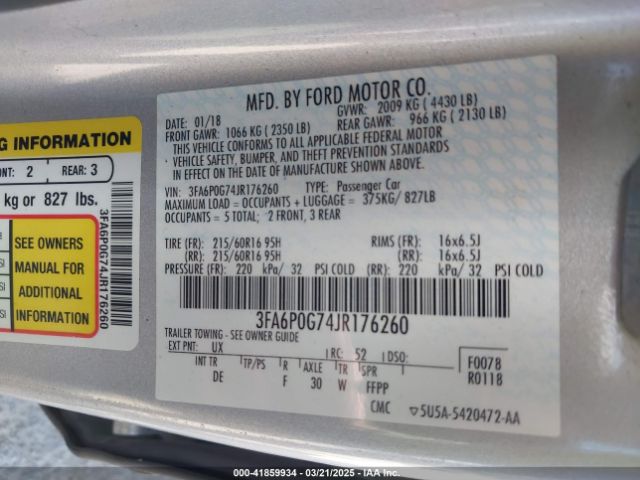 MFD. BY FORD MOTOR CO.
DATE: 01/18 GVWR: 2009 KG ( 4430 LB)
FRONT GAWR: 1066 KG ( 2350 LB) REAR GAWR: 966 KG ( 2130 LB)
THIS VEHICLE CONFORMS TO ALL APPLICABLE FEDERAL MOTOR
VEHICLE SAFETY, BUMPER, AND THEFT PREVENTION STANDARDS
IN EFFECT ON THE DATE OF MANUFACTURE SHOWN ABOVE.
VIN: 3FA6P0G74JR176260 TYPE: Passenger Car
MAXIMUM LOAD = OCCUPANTS + LUGGAGE = 375KG/ 827LB
OCCUPANTS = 5 TOTAL; 2 FRONT, 3 REAR
TIRE (FR): 215/60R16 95H RIMS (FR): 16x6.5J
(RR): 215/60R16 95H (RR): 16x6.5J
PRESSURE (FR): 220 kPa/ 32 PSI COLD (RR): 220 kPa/ 32 PSI COLD
3FA6P0G74JR176260
TRAILER TOWING - SEE OWNER GUIDE
EXT PNT: UX RC: 52 DSO: F0078
INT TR TP/PS R AXLE TR SPR R0118
DE F 30 W FFPP
CMC 5U5A-5420472-AA
G INFORMATION
NT: 2 REAR: 3
kg or 827 lbs.
SEE OWNERS
MANUAL FOR
ADDITIONAL
INFORMATION
SI
SI
3FA6P0G74JR176260
000-41859934 / 03/21/2025 / IAA Inc.